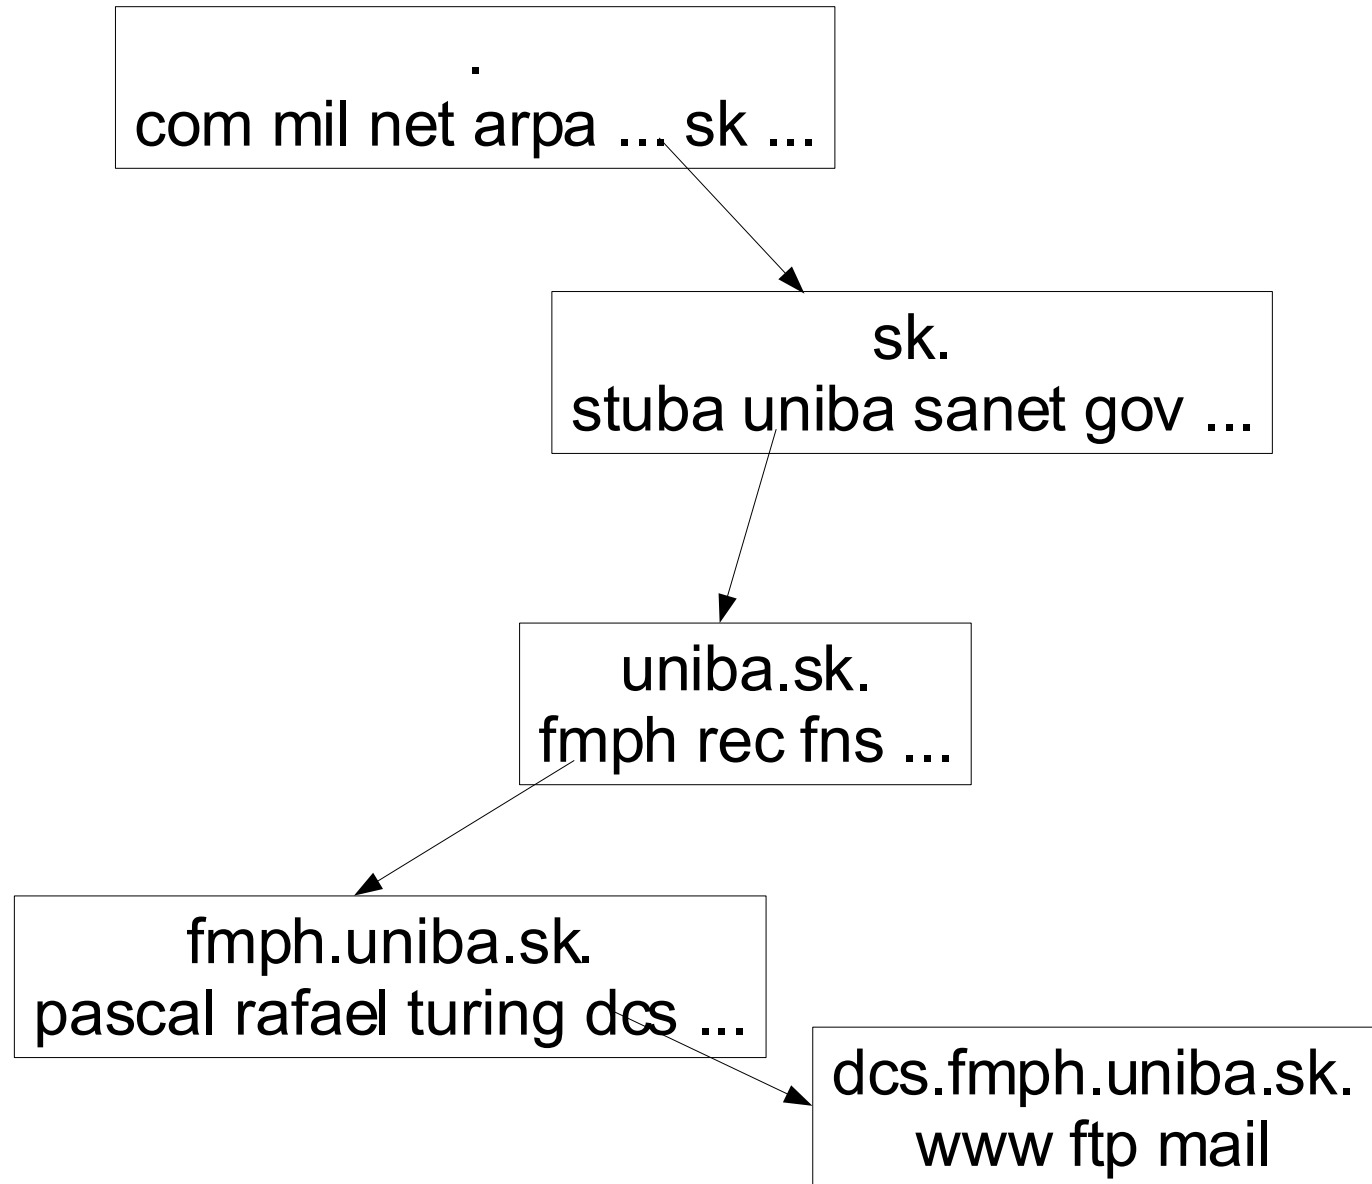 .
com mil net arpa ... sk ...
sk.
stuba uniba sanet gov ...
uniba.sk.
fmph rec fns ...
fmph.uniba.sk.
pascal rafael turing dcs ...
dcs.fmph.uniba.sk.
www ftp mail